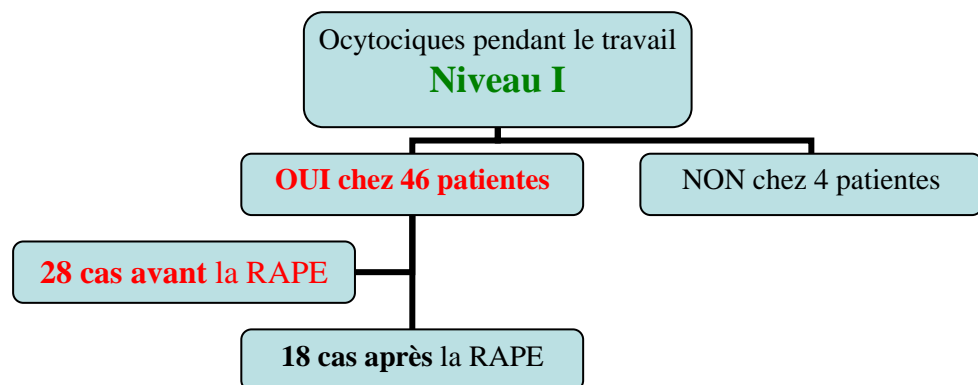 Ocytociques pendant le travail
Niveau I
OUI chez 46 patientes
NON chez 4 patientes
28 cas avant la RAPE
18 cas après la RAPE